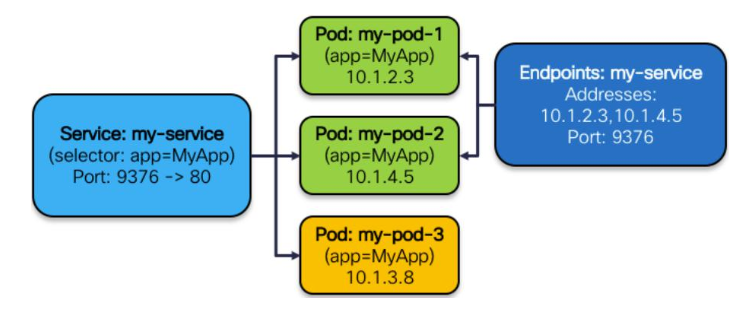 Pod: my-pod-1
(app=MyApp)
10.1.2.3
Service: my-service
(selector: app=MyApp)
Port: 9376 -> 80
Pod: my-pod-2
(app=MyApp)
10.1.4.5
Pod: my-pod-3
(app=MyApp)
10.1.3.8
Endpoints: my-service
Addresses:
10.1.2.3,10.1.4.5
Port: 9376